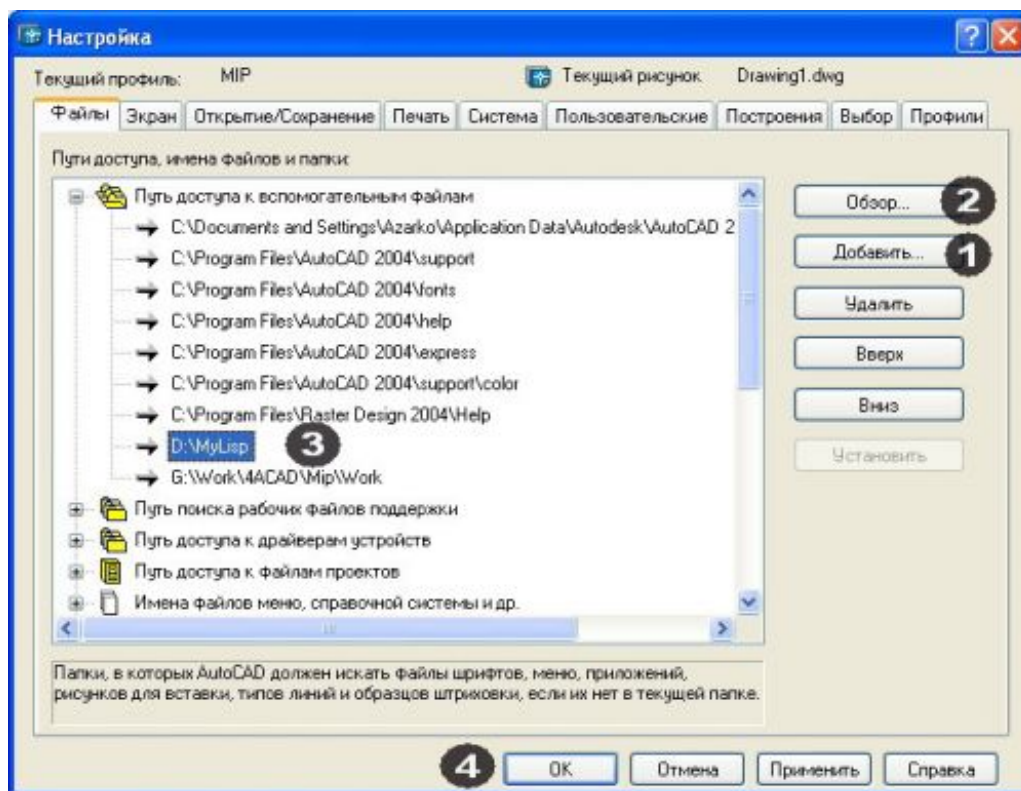 Настройка
Текущий профиль: MIP Текущий рисунок Drawing1.dwg
Файлы Экран Открытие/Сохранение Печать Система Пользовательские Построения Выбор Профили
Пути доступа, имена файлов и папки:
Путь доступа к вспомогательным файлам
C:\Documents and Settings\Azarko\Application Data\Autodesk\AutoCAD 2
C:\Program Files\AutoCAD 2004\support
C:\Program Files\AutoCAD 2004\fonts
C:\Program Files\AutoCAD 2004\help
C:\Program Files\AutoCAD 2004\express
C:\Program Files\AutoCAD 2004\support\color
C:\Program Files\Raster Design 2004\Help
D:\MyLisp 3
G:\Work\4ACAD\Mip\Work
Путь поиска рабочих файлов поддержки
Путь доступа к драйверам устройств
Путь доступа к файлам проектов
Имена файлов меню, справочной системы и др.
Обзор... 2
Добавить... 1
Удалить
Вверх
Вниз
Установить
Папки, в которых AutoCAD должен искать файлы шрифтов, меню, приложений,
рисунков для вставки, типов линий и образцов штриховки, если их нет в текущей папке.
4 OK Отмена Применить Справка